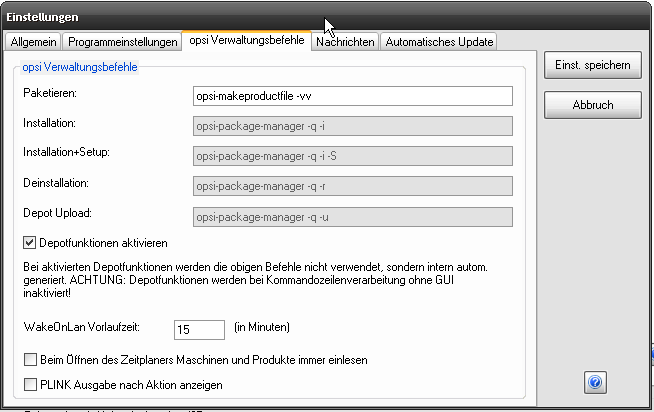 Einstellungen
Allgemein Programmeinstellungen opsi Verwaltungsbefehle Nachrichten Automatisches Update
opsi Verwaltungsbefehle
Einst. speichern
Paketieren: opsi-makeproductfile -vv
Abbruch
Installation: opsi-package-manager -q -i
Installation+Setup: opsi-package-manager -q -i -S
Deinstallation: opsi-package-manager -q -r
Depot Upload: opsi-package-manager -q -u
Depotfunktionen aktivieren
Bei aktivierten Depotfunktionen werden die obigen Befehle nicht verwendet, sondern intern autom.
generiert. ACHTUNG: Depotfunktionen werden bei Kommandozeilenverarbeitung ohne GUI
inaktiviert!
WakeOnLan Vorlaufzeit: 15 (in Minuten)
Beim Öffnen des Zeitplaners Maschinen und Produkte immer einlesen
PLINK Ausgabe nach Aktion anzeigen
?